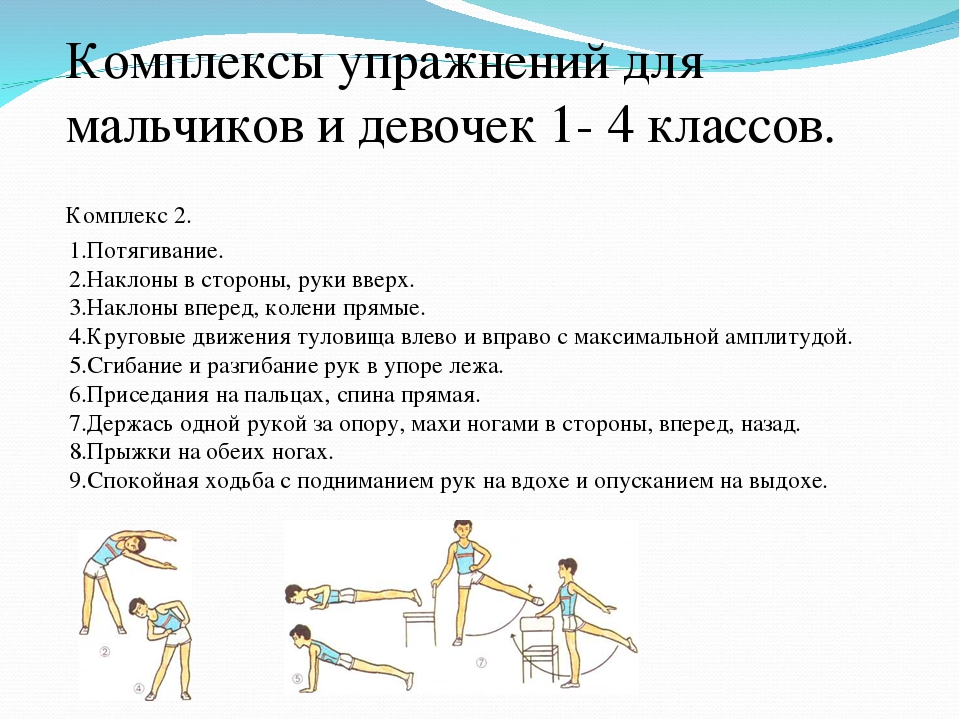 Комплексы упражнений для
мальчиков и девочек 1- 4 классов.
Комплекс 2.
1.Потягивание.
2.Наклоны в стороны, руки вверх.
3.Наклоны вперед, колени прямые.
4.Круговые движения туловища влево и вправо с максимальной амплитудой.
5.Сгибание и разгибание рук в упоре лежа.
6.Приседания на пальцах, спина прямая.
7.Держась одной рукой за опору, махи ногами в стороны, вперед, назад.
8.Прыжки на обеих ногах.
9.Спокойная ходьба с подниманием рук на вдохе и опусканием на выдохе.
②
④
⑤
⑦